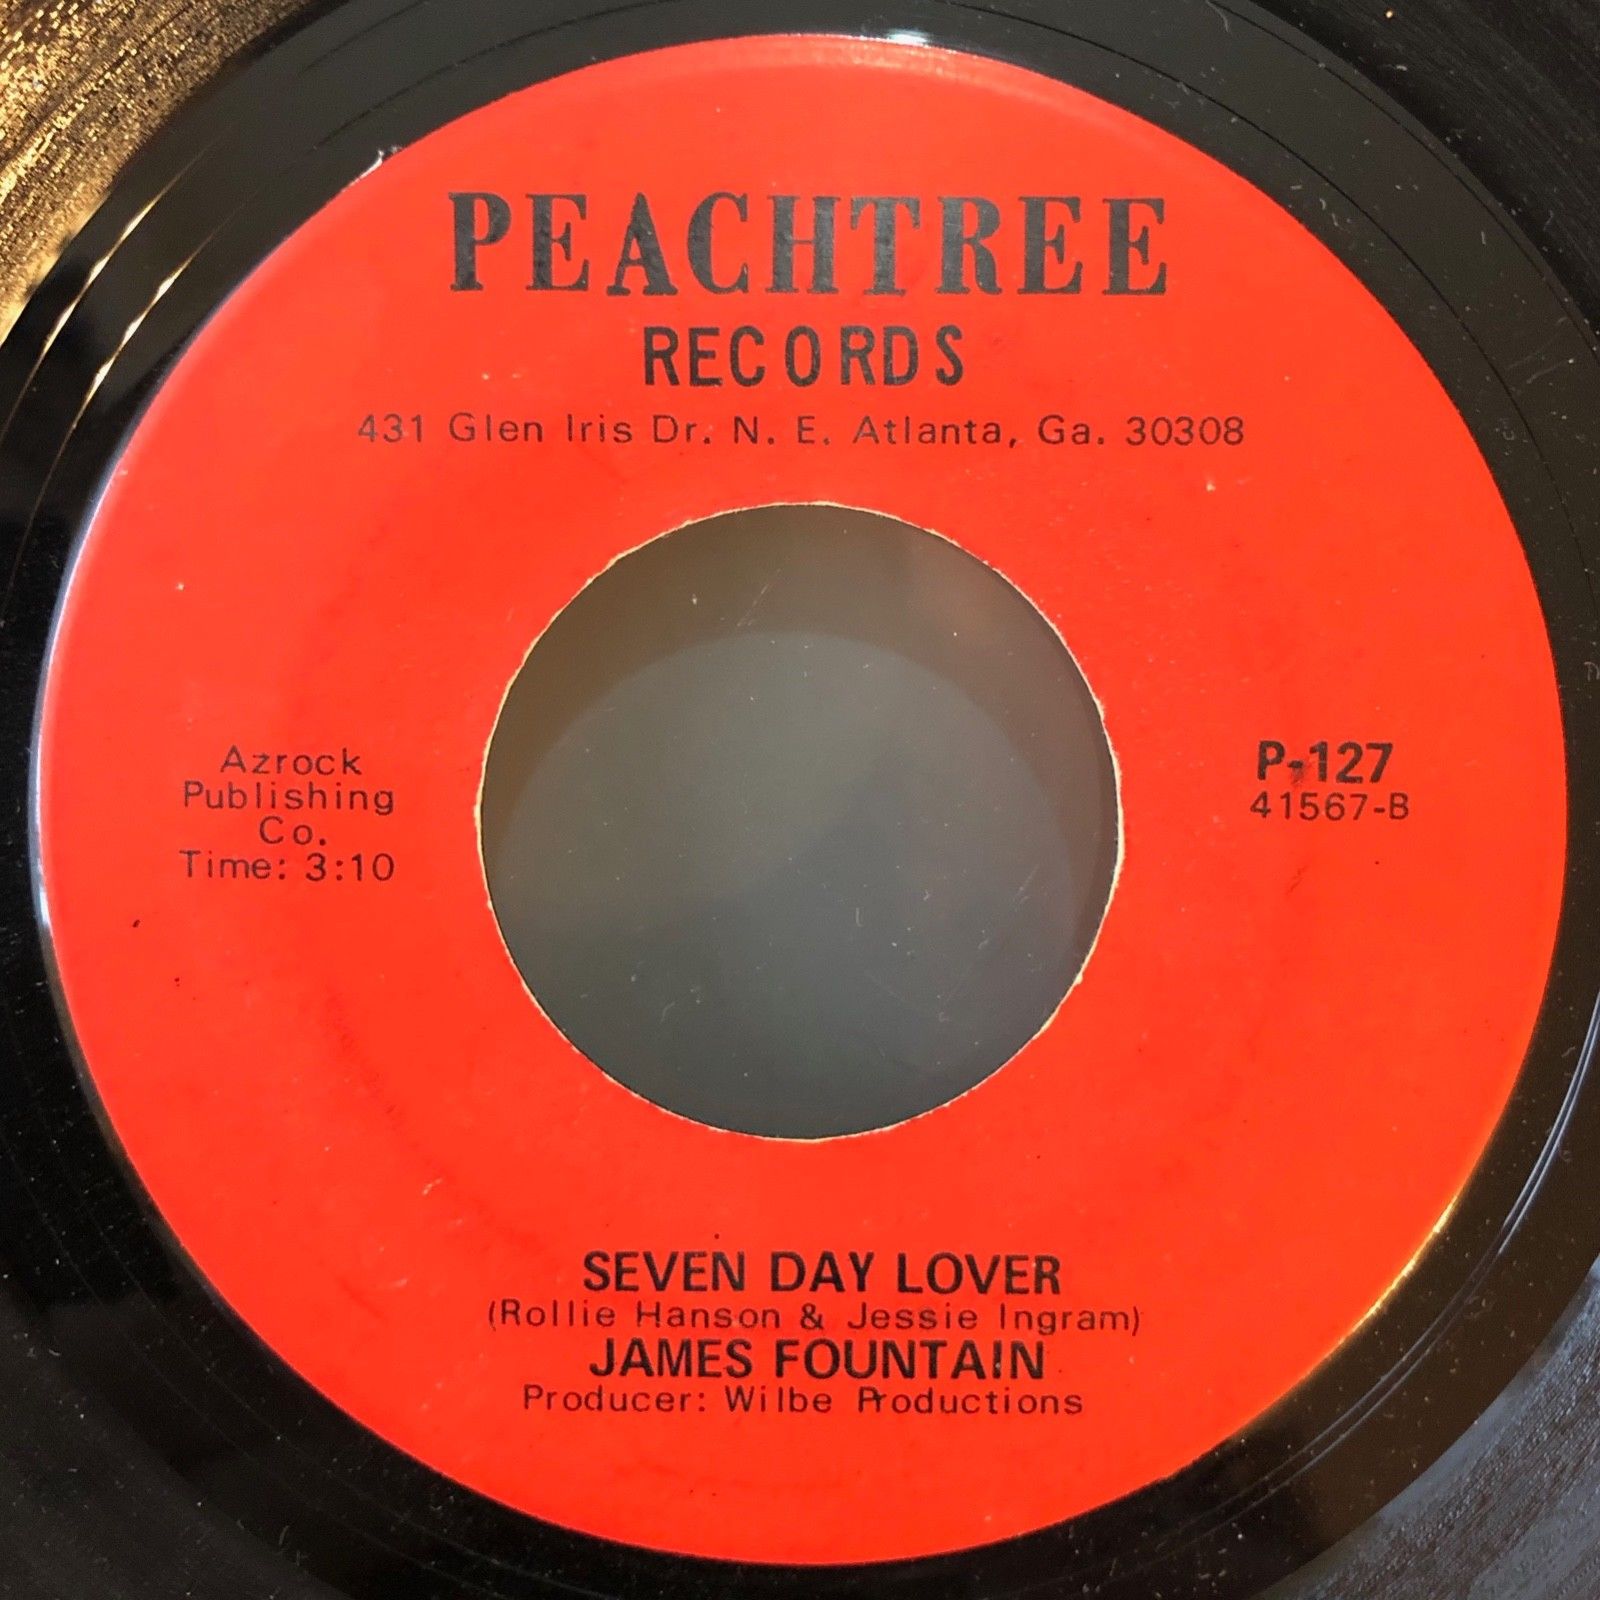 PEACHTREE
RECORDS
431 Glen Iris Dr. N. E. Atlanta, Ga. 30308
Azrock
Publishing
Co.
Time: 3:10
P-127
41567-B
SEVEN DAY LOVER
(Rollie Hanson & Jessie Ingram)
JAMES FOUNTAIN
Producer: Wilbe Productions